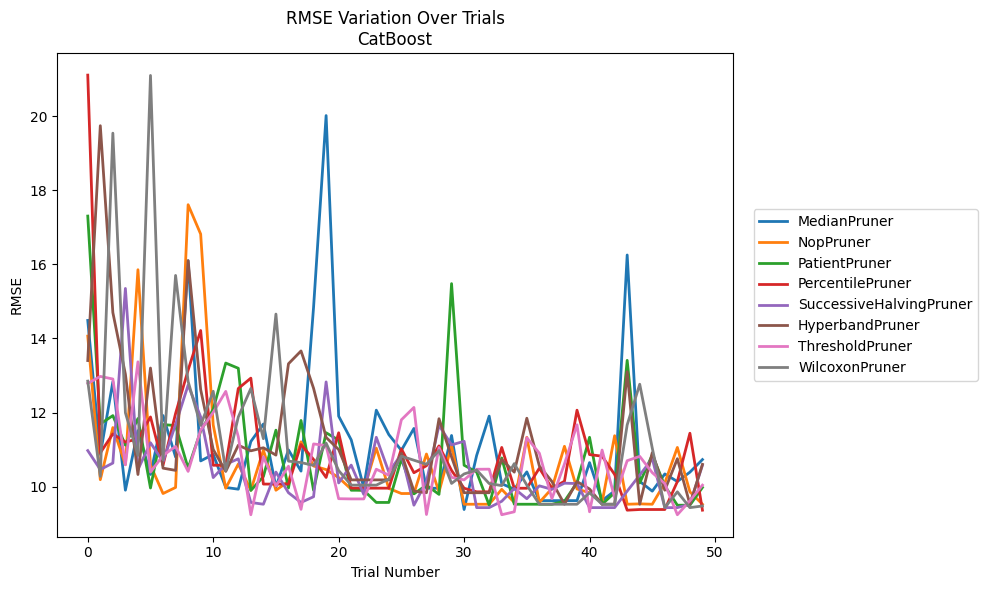 RMSE Variation Over Trials
CatBoost
RMSE
20
18
16
14
12
10
0
10
20
30
40
50
Trial Number
MedianPruner
NopPruner
PatientPruner
PercentilePruner
SuccessiveHalvingPruner
HyperbandPruner
ThresholdPruner
WilcoxonPruner